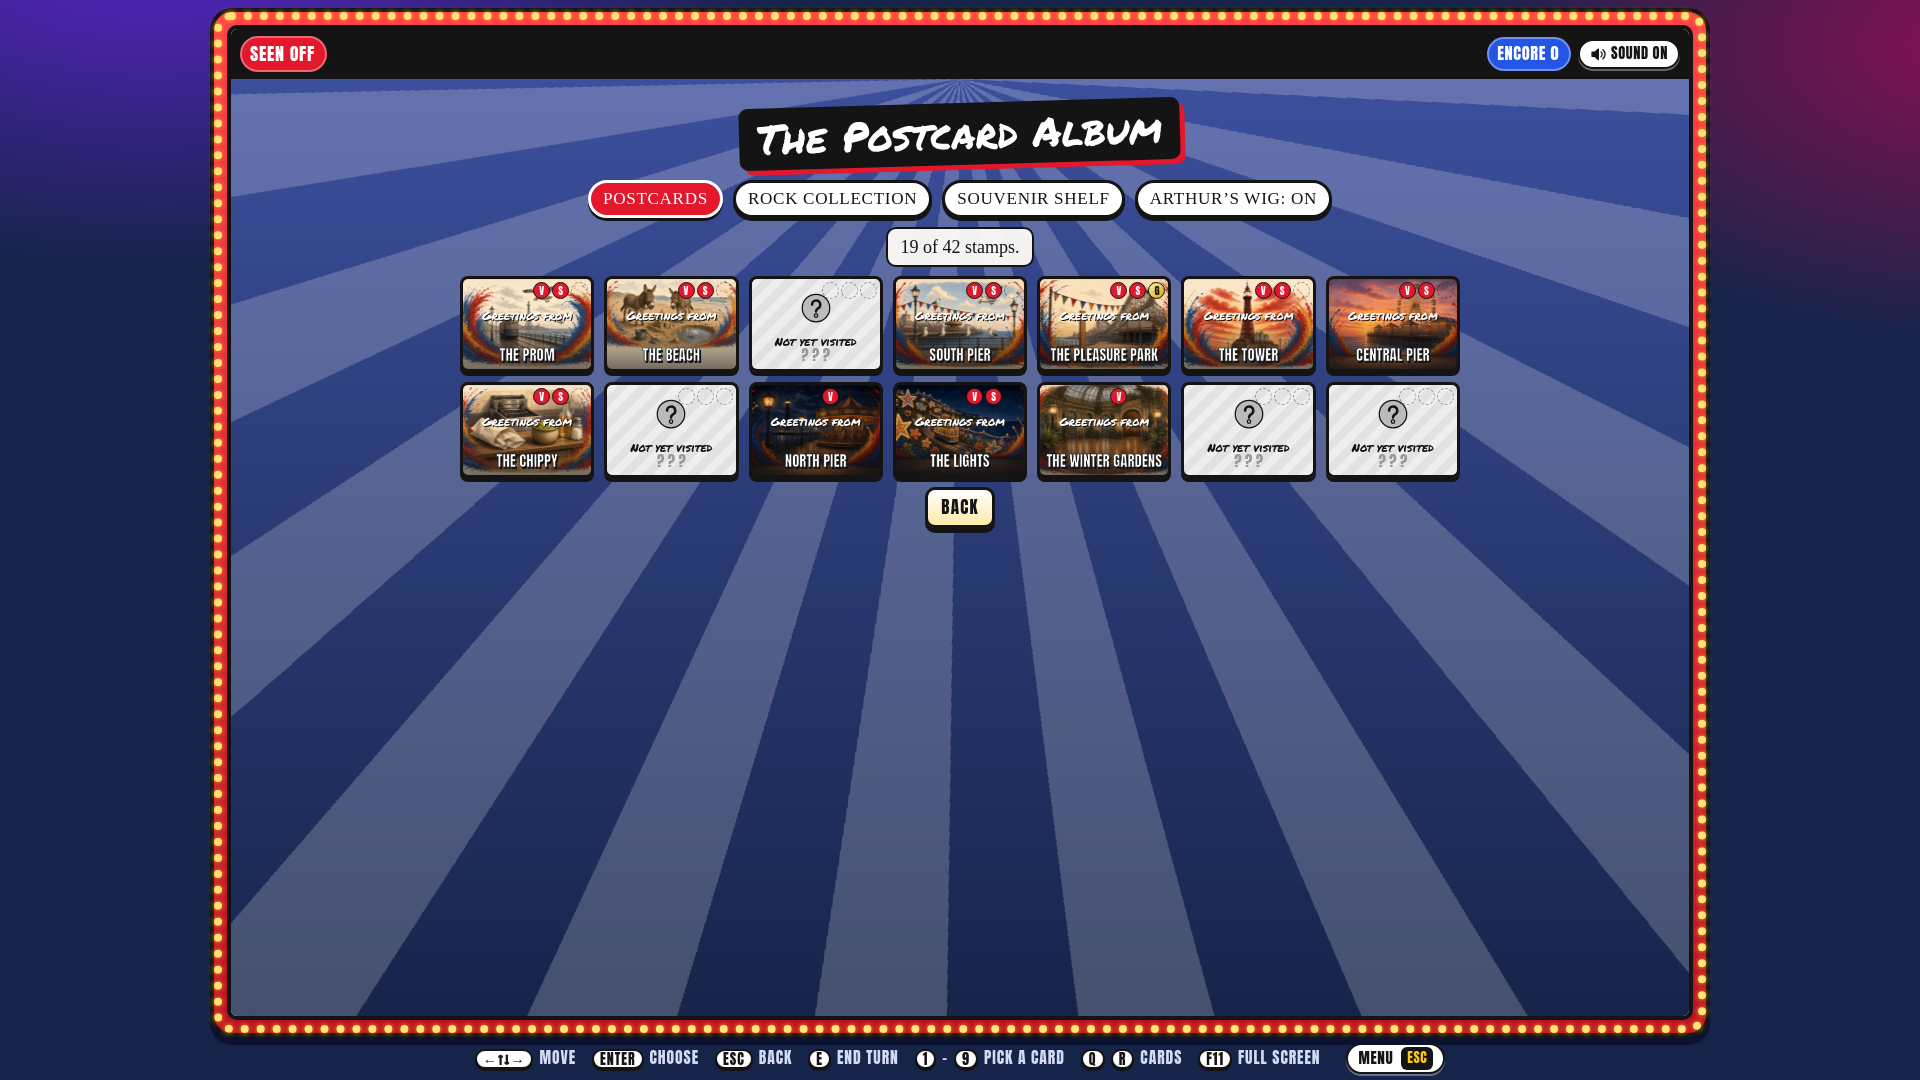 SEEN OFF
ENCORE 0
SOUND ON
The Postcard Album
POSTCARDS
ROCK COLLECTION
SOUVENIR SHELF
ARTHUR’S WIG: ON
19 of 42 stamps.
V S
Greetings from
THE PROM
V S
Greetings from
THE BEACH
?
Not yet visited
???
V S
Greetings from
SOUTH PIER
V S G
Greetings from
THE PLEASURE PARK
V S
Greetings from
THE TOWER
V S
Greetings from
CENTRAL PIER
V S
Greetings from
THE CHIPPY
?
Not yet visited
???
V
Greetings from
NORTH PIER
V S
Greetings from
THE LIGHTS
V
Greetings from
THE WINTER GARDENS
?
Not yet visited
???
?
Not yet visited
???
BACK
←↑↓→ MOVE ENTER CHOOSE ESC BACK E END TURN 1 - 9 PICK A CARD Q R CARDS F11 FULL SCREEN MENU ESC